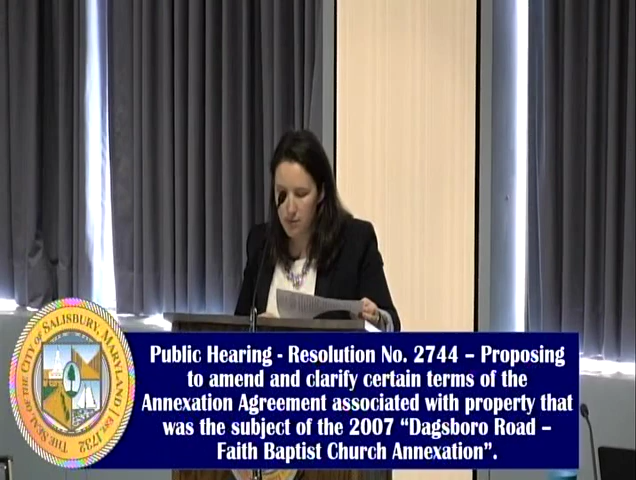 Public Hearing - Resolution No. 2744 – Proposing
to amend and clarify certain terms of the
Annexation Agreement associated with property that
was the subject of the 2007 “Dagsboro Road –
Faith Baptist Church Annexation”.
THE SEAL OF THE CITY OF SALISBURY, MARYLAND EST. 1732